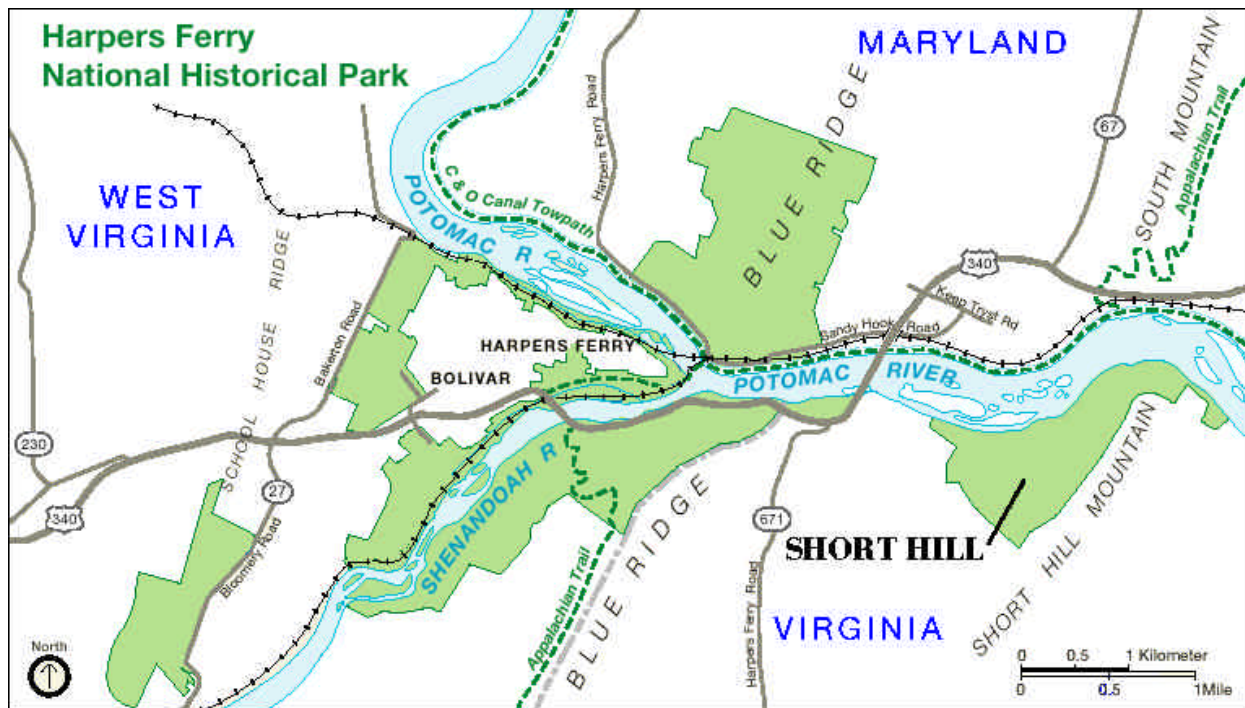 Harpers Ferry
National Historical Park
MARYLAND
WEST
VIRGINIA
SCHOOL HOUSE RIDGE
POTOMAC R
C & O Canal Towpath
Harpers Ferry Road
BLUE RIDGE
67
SOUTH MOUNTAIN
Appalachian Trail
340
Keep Tryst Rd
Sandy Hook Road
Bakerton Road
HARPERS FERRY
BOLIVAR
POTOMAC RIVER
230
27
340
Bloomery Road
SHENANDOAH R
Appalachian Trail
BLUE RIDGE
671
Harpers Ferry Road
SHORT HILL
SHORT HILL MOUNTAIN
VIRGINIA
North
0 0.5 1 Kilometer
0 0.5 1 Mile